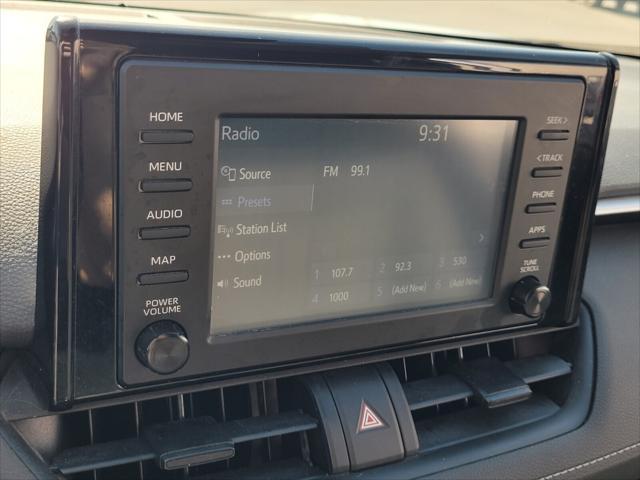 HOME
MENU
AUDIO
MAP
POWER
VOLUME
Radio
9:31
Source
FM 99.1
Presets
Station List
Options
Sound
1 107.7 2 92.3 3 530
4 1000 5 (Add New) 6 (Add New)
SEEK >
< TRACK
PHONE
APPS
TUNE
SCROLL